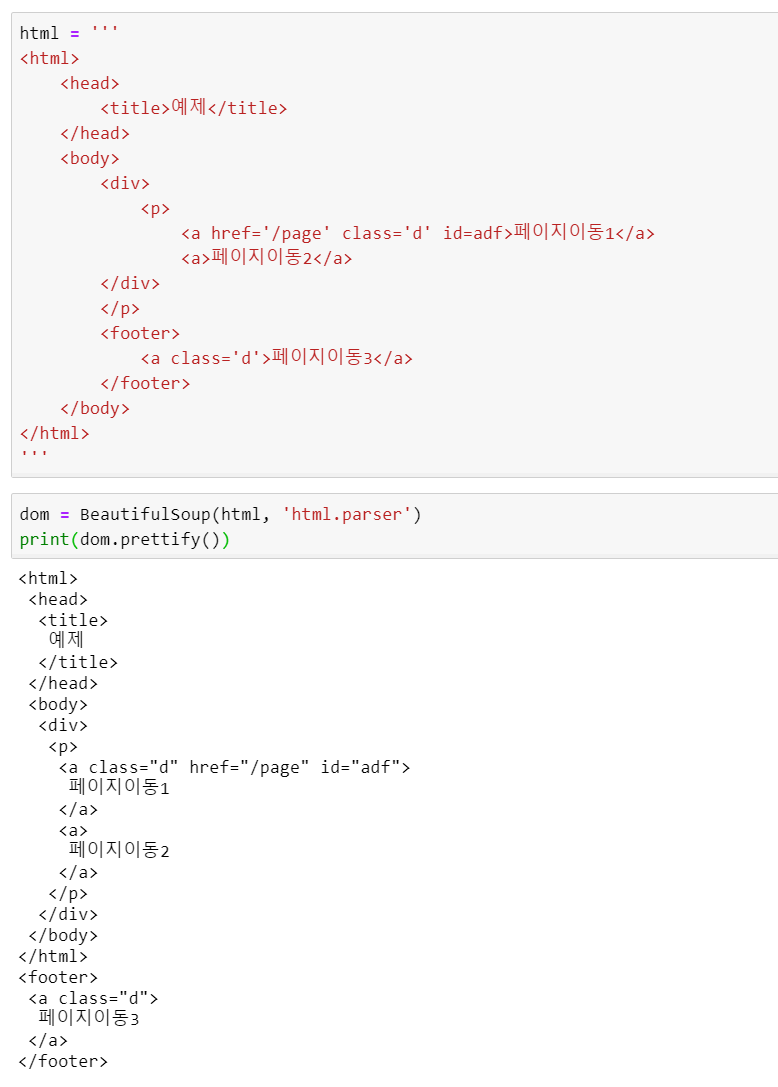 html = '''
<html>
    <head>
        <title>예제</title>
    </head>
    <body>
        <div>
            <p>
                <a href='/page' class='d' id=adf>페이지이동1</a>
                <a>페이지이동2</a>
        </div>
        </p>
        <footer>
            <a class='d'>페이지이동3</a>
        </footer>
    </body>
</html>
'''
dom = BeautifulSoup(html, 'html.parser')
print(dom.prettify())
<html>
 <head>
  <title>
   예제
  </title>
 </head>
 <body>
  <div>
   <p>
    <a class="d" href="/page" id="adf">
     페이지이동1
    </a>
    <a>
     페이지이동2
    </a>
   </p>
  </div>
 </body>
</html>
<footer>
 <a class="d">
  페이지이동3
 </a>
</footer>